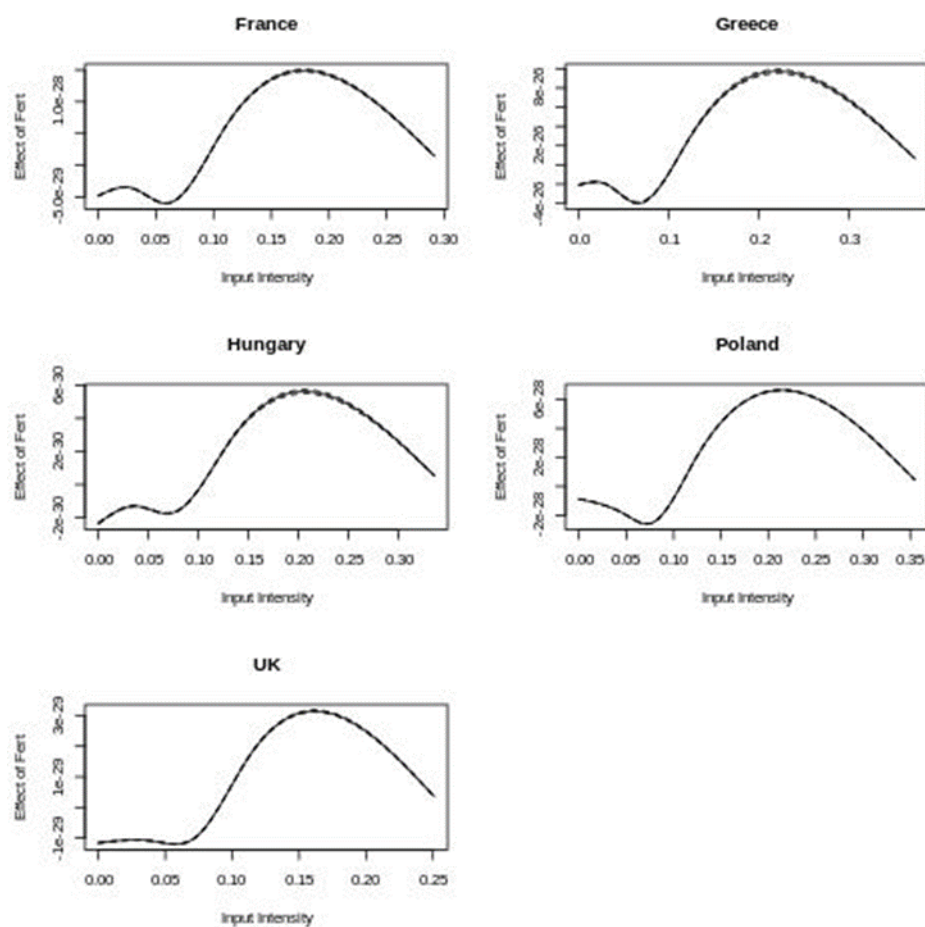 France
Greece
Effect of Fert
-5.0e-29 1.0e-28
0.00 0.05 0.10 0.15 0.20 0.25 0.30
Input Intensity
Effect of Fert
-4e-26 2e-26 8e-26
0.0 0.1 0.2 0.3
Input Intensity
Hungary
Poland
Effect of Fert
-2e-30 2e-30 6e-30
0.00 0.05 0.10 0.15 0.20 0.25 0.30
Input Intensity
Effect of Fert
-2e-28 2e-28 6e-28
0.00 0.05 0.10 0.15 0.20 0.25 0.30 0.35
Input Intensity
UK
Effect of Fert
-1e-29 1e-29 3e-29
0.00 0.05 0.10 0.15 0.20 0.25
Input Intensity